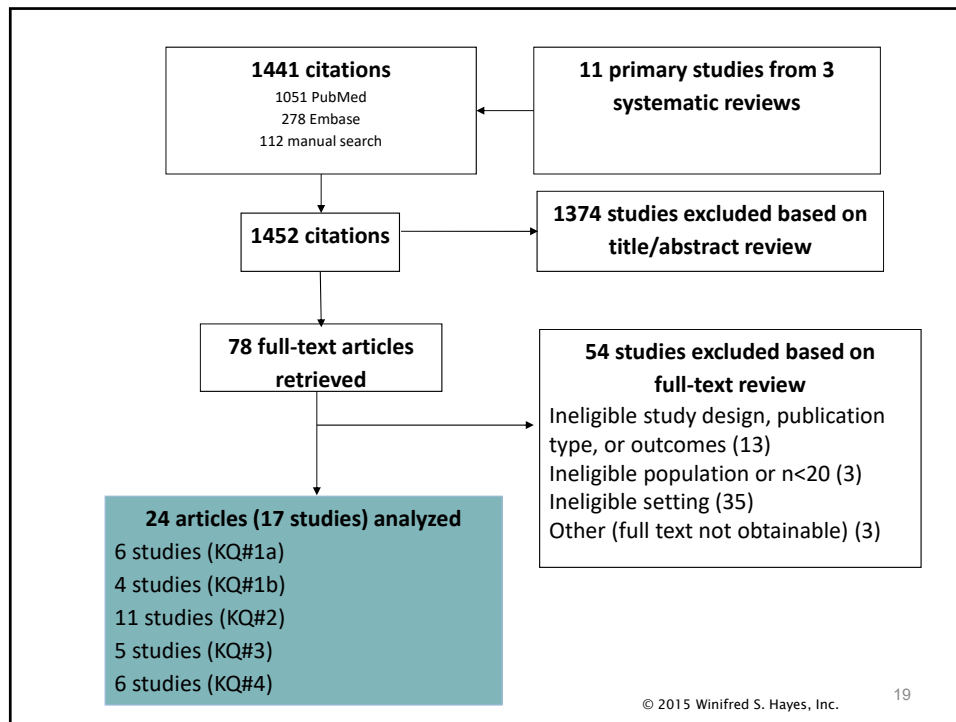 1441 citations
1051 PubMed
278 Embase
112 manual search
11 primary studies from 3
systematic reviews
1452 citations
1374 studies excluded based on
title/abstract review
78 full-text articles
retrieved
54 studies excluded based on
full-text review
Ineligible study design, publication
type, or outcomes (13)
Ineligible population or n<20 (3)
Ineligible setting (35)
Other (full text not obtainable) (3)
24 articles (17 studies) analyzed
6 studies (KQ#1a)
4 studies (KQ#1b)
11 studies (KQ#2)
5 studies (KQ#3)
6 studies (KQ#4)
© 2015 Winifred S. Hayes, Inc.
19